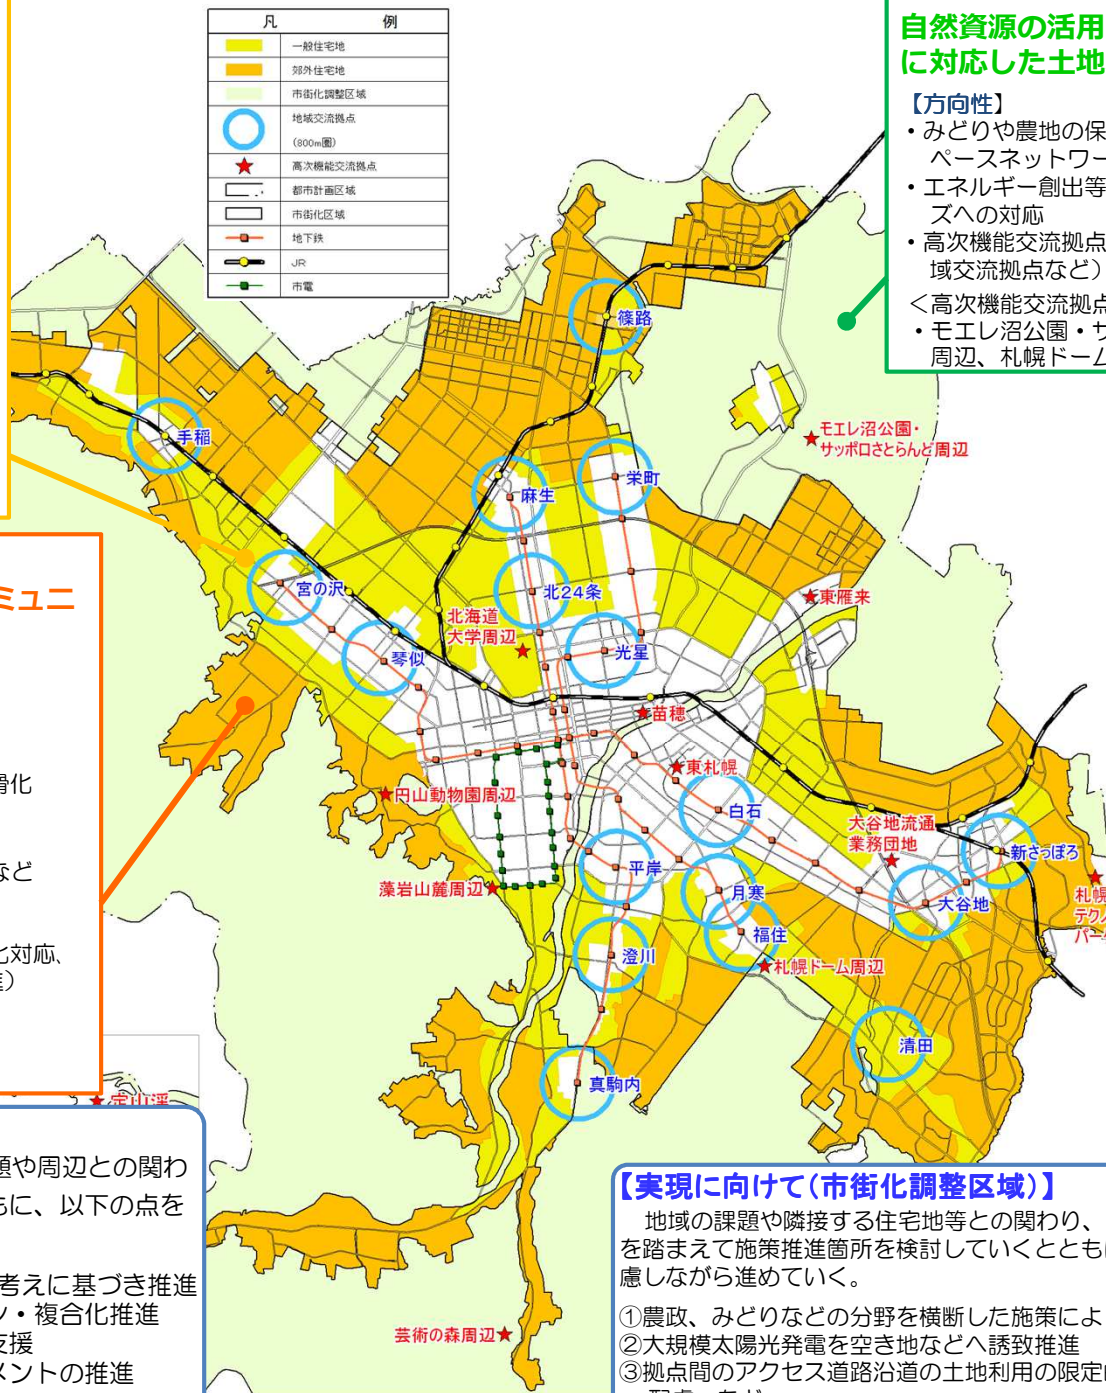 凡 例
一般住宅地
郊外住宅地
市街化調整区域
地域交流拠点
(800m圏)
高次機能交流拠点
都市計画区域
市街化区域
地下鉄
JR
市電
自然資源の活用
に対応した土地
【方向性】
・みどりや農地の保
ペースネットワー
・エネルギー創出等
ズへの対応
・高次機能交流拠点
域交流拠点など）
＜高次機能交流拠点
・モエレ沼公園・サ
周辺、札幌ドーム
篠路
手稲
モエレ沼公園・
サッポロさとらんど周辺
栄町
麻生
宮の沢
北24条
東雁来
北海道
大学周辺
光星
琴似
苗穂
東札幌
円山動物園周辺
白石
大谷地流通
業務団地
新さっぽろ
平岸
藻岩山麓周辺
月寒
大谷地
札幌
テクノ
パーク
福住
澄川
札幌ドーム周辺
清田
真駒内
定山渓
芸術の森周辺
ミュニ
滑化
など
化対応、
進）
題や周辺との関わ
もに、以下の点を
考えに基づき推進
ン・複合化推進
支援
メントの推進
【実現に向けて（市街化調整区域）】
地域の課題や隣接する住宅地等との関わり、
を踏まえて施策推進箇所を検討していくととも
慮しながら進めていく。
①農政、みどりなどの分野を横断した施策によ
②大規模太陽光発電を空き地などへ誘致推進
③拠点間のアクセス道路沿道の土地利用の限定